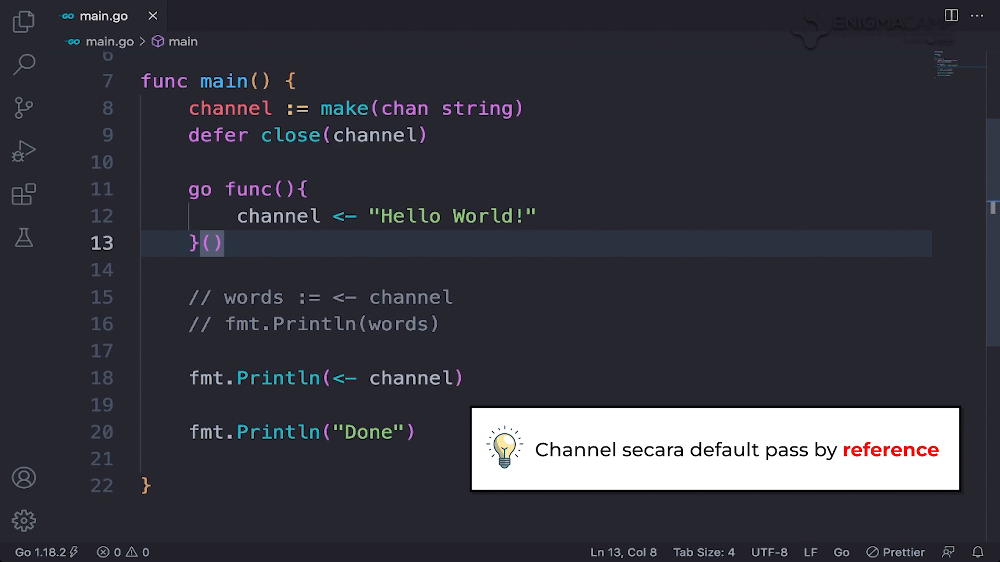 GO main.go
ENIGMACAMP
GO main.go > main
6
7 func main() {
8 channel := make(chan string)
9 defer close(channel)
10
11 go func(){
12 channel <- "Hello World!"
13 }()
14
15 // words := <- channel
16 // fmt.Println(words)
17
18 fmt.Println(<- channel)
19
20 fmt.Println("Done")
21
22 }
Channel secara default pass by reference
Go 1.18.2 0 0 Ln 13, Col 8 Tab Size: 4 UTF-8 LF Go Prettier